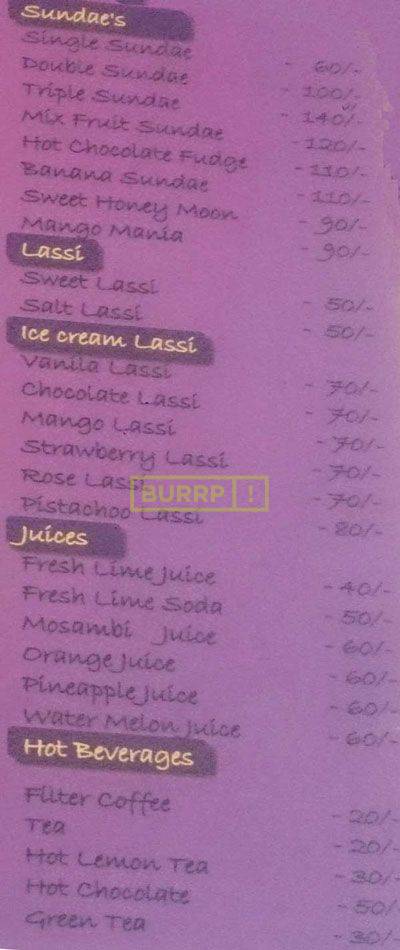 Sundae's
Single Sundae - 60/-
Double Sundae - 100/-
Triple Sundae - 140/-
Mix Fruit Sundae - 120/-
Hot Chocolate Fudge - 110/-
Banana Sundae - 110/-
Sweet Honey Moon - 90/-
Mango Mania - 90/-
Lassi
Sweet Lassi - 50/-
Salt Lassi - 50/-
Ice cream Lassi
Vanila Lassi - 70/-
Chocolate Lassi - 70/-
Mango Lassi - 70/-
Strawberry Lassi - 70/-
Rose Lassi - 70/-
BURRP!
Pistachoo Lassi - 80/-
Juices
Fresh Lime Juice - 40/-
Fresh Lime Soda - 50/-
Mosambi Juice - 60/-
Orange Juice - 60/-
Pineapple Juice - 60/-
Water Melon Juice - 60/-
Hot Beverages
Filter Coffee - 20/-
Tea - 20/-
Hot Lemon Tea - 30/-
Hot Chocolate - 50/-
Green Tea - 30/-